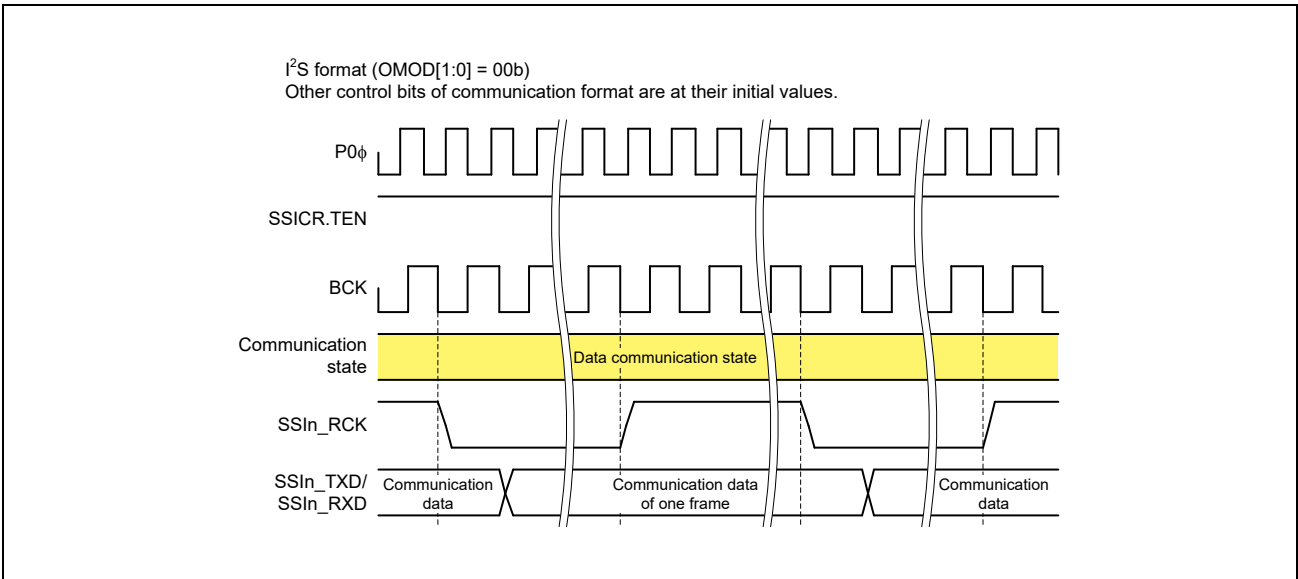 I²S format (OMOD[1:0] = 00b)
Other control bits of communication format are at their initial values.
P0ϕ
SSICR.TEN
BCK
Communication
state
Data communication state
SSIn_RCK
SSIn_TXD/
SSIn_RXD
Communication
data
Communication data
of one frame
Communication
data